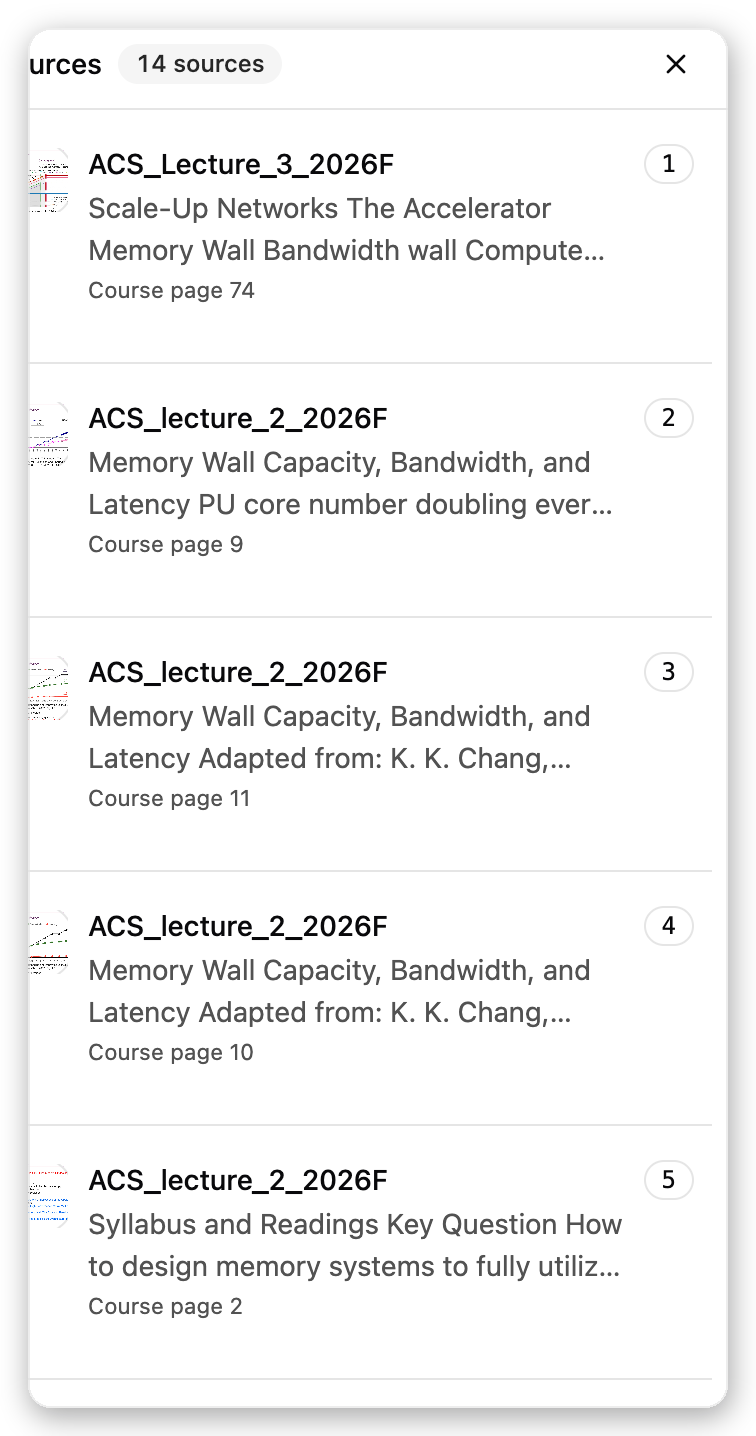 urces 14 sources
ACS_Lecture_3_2026F 1
Scale-Up Networks The Accelerator
Memory Wall Bandwidth wall Compute...
Course page 74
ACS_lecture_2_2026F 2
Memory Wall Capacity, Bandwidth, and
Latency PU core number doubling ever...
Course page 9
ACS_lecture_2_2026F 3
Memory Wall Capacity, Bandwidth, and
Latency Adapted from: K. K. Chang,...
Course page 11
ACS_lecture_2_2026F 4
Memory Wall Capacity, Bandwidth, and
Latency Adapted from: K. K. Chang,...
Course page 10
ACS_lecture_2_2026F 5
Syllabus and Readings Key Question How
to design memory systems to fully utiliz...
Course page 2